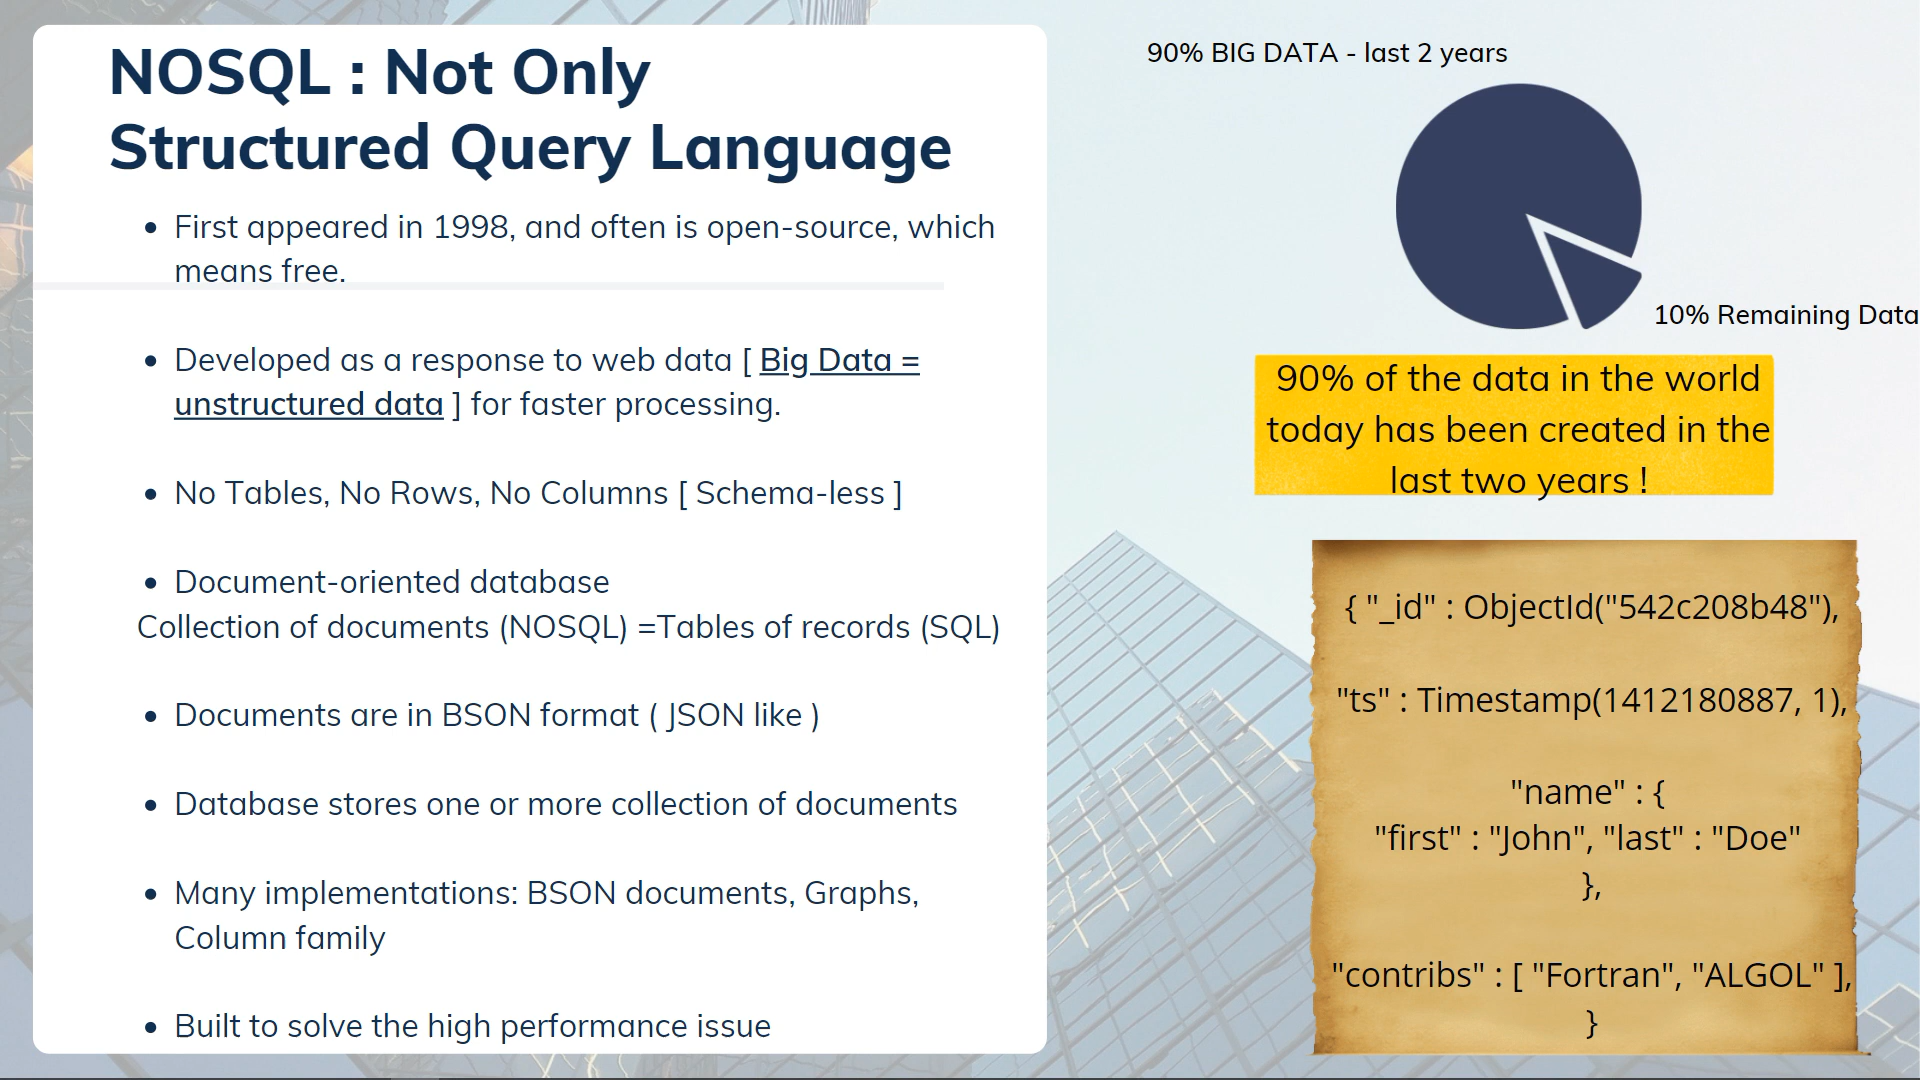 NOSQL : Not Only
Structured Query Language
• First appeared in 1998, and often is open-source, which
means free.
• Developed as a response to web data [ Big Data =
unstructured data ] for faster processing.
• No Tables, No Rows, No Columns [ Schema-less ]
• Document-oriented database
Collection of documents (NOSQL) =Tables of records (SQL)
• Documents are in BSON format ( JSON like )
• Database stores one or more collection of documents
• Many implementations: BSON documents, Graphs,
Column family
• Built to solve the high performance issue
90% BIG DATA - last 2 years
10% Remaining Data
90% of the data in the world
today has been created in the
last two years !
{ "_id" : ObjectId("542c208b48"),
"ts" : Timestamp(1412180887, 1),
"name" : {
"first" : "John", "last" : "Doe"
},
"contribs" : [ "Fortran", "ALGOL" ],
}